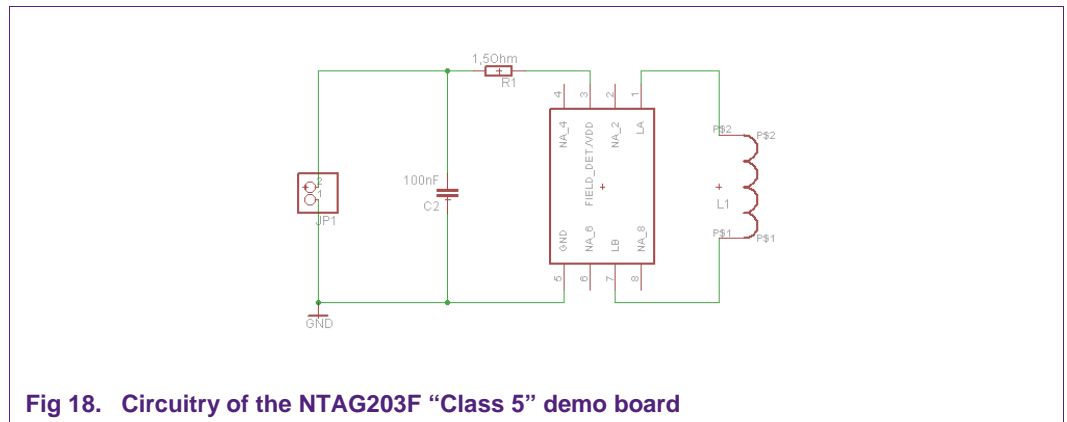 1,5Ohm
R1
4 3 2 1
NA_4 FIELD_DET./VDD NA_2 LA
P$2 P$2
100nF
C2
2
1
JP1
L1
GND NA_6 LB NA_8
P$1 P$1
5 6 7 8
GND
Fig 18. Circuitry of the NTAG203F “Class 5” demo board